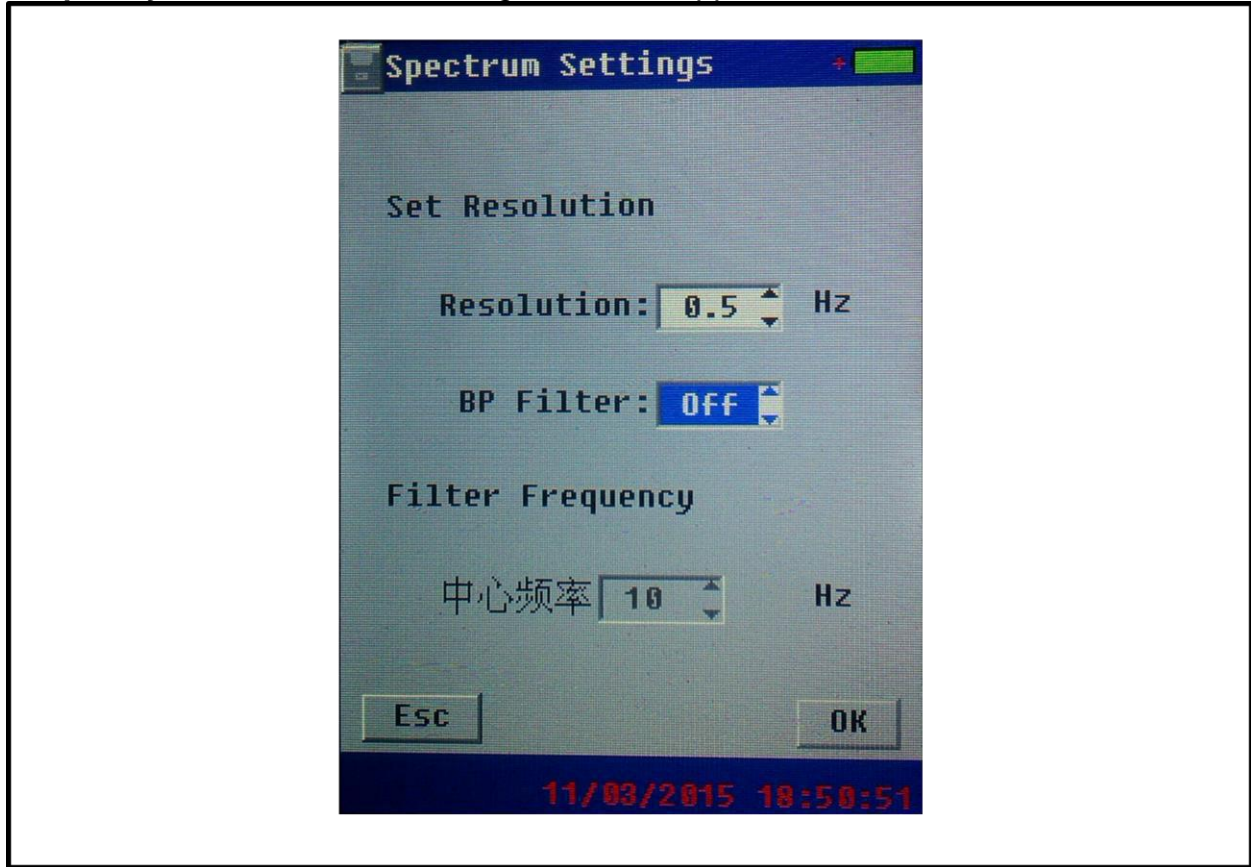 Spectrum Settings
Set Resolution
Resolution: 0.5 Hz
BP Filter: Off
Filter Frequency
中心频率 10 Hz
Esc OK
11/03/2015 18:50:51